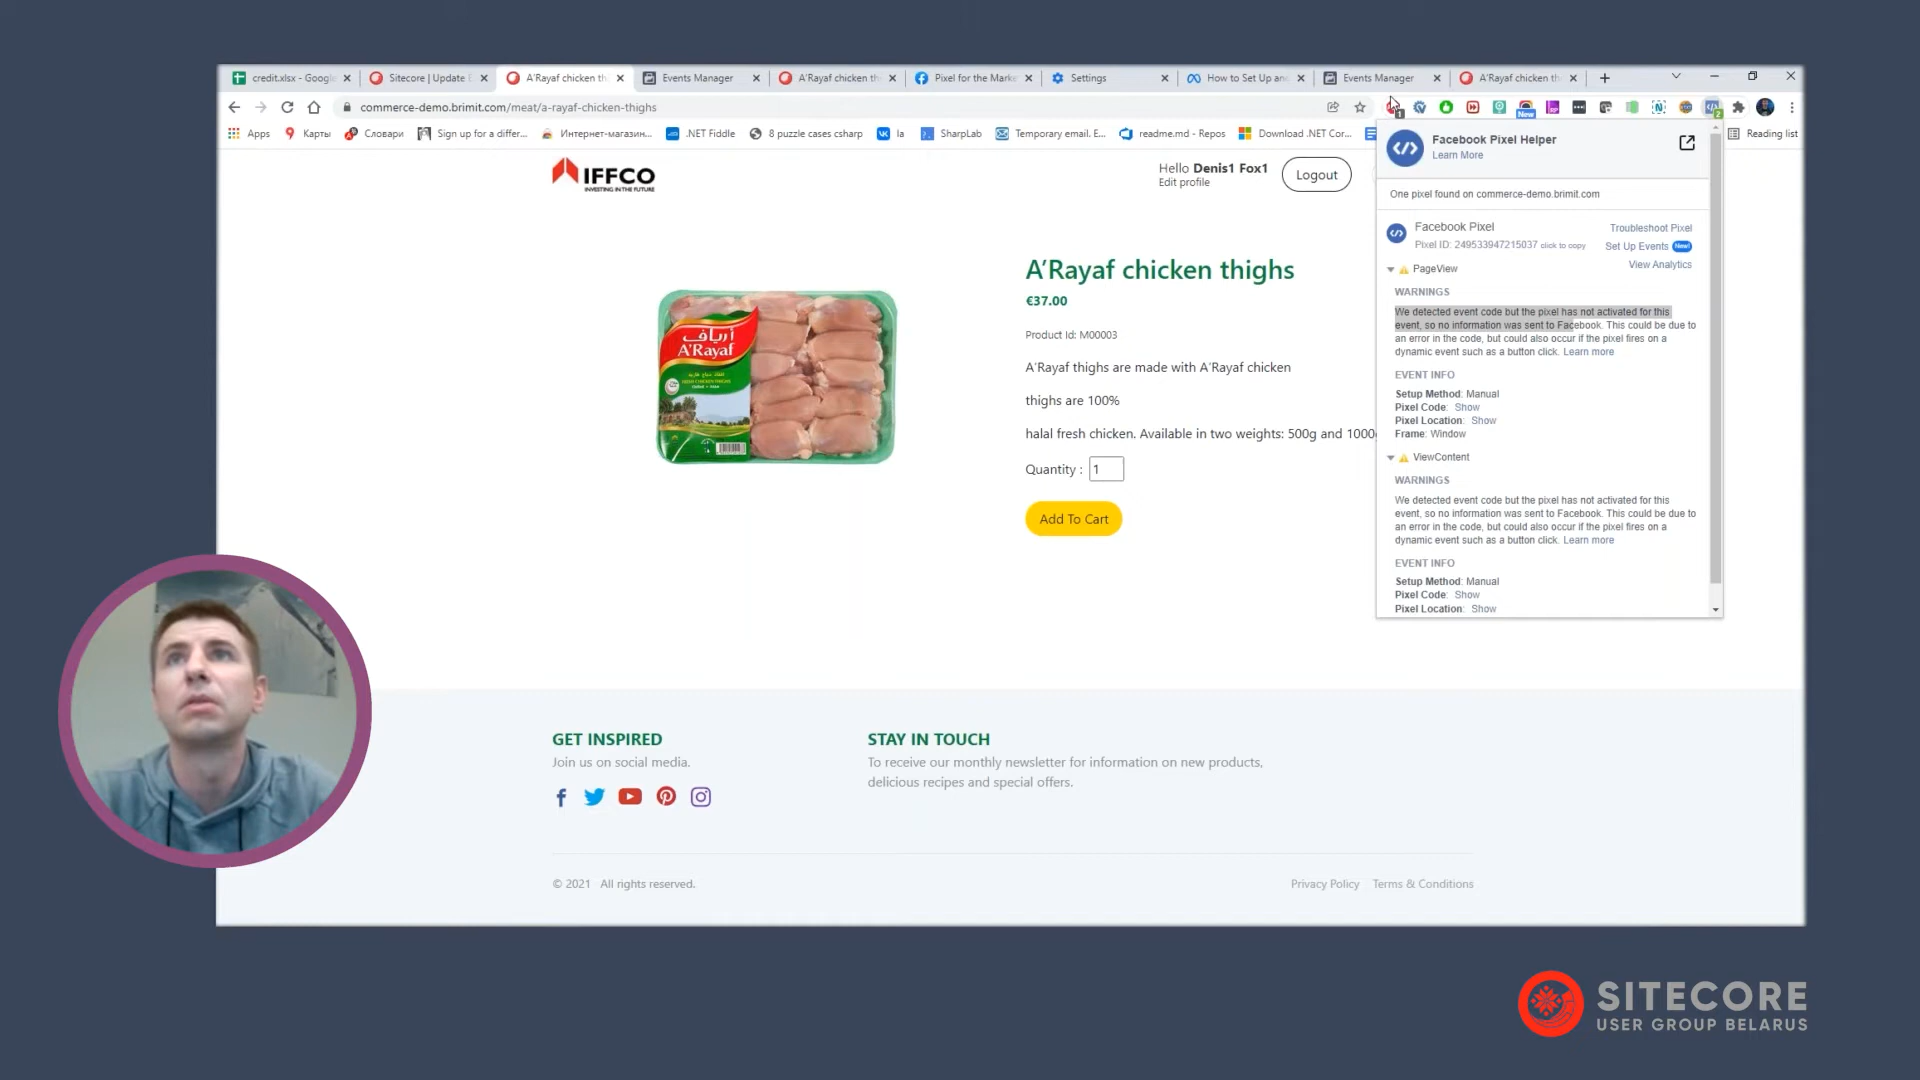 credit.xlsx - Google
Sitecore | Update E
A'Rayaf chicken thi
Events Manager
A'Rayaf chicken thi
Pixel for the Marke
Settings
How to Set Up and
Events Manager
A'Rayaf chicken thi
commerce-demo.brimit.com/meat/a-rayaf-chicken-thighs
1
New
2
Apps
Карты
Словари
Sign up for a differ...
Интернет-магазин...
.NET Fiddle
8 puzzle cases csharp
la
SharpLab
Temporary email. E...
readme.md - Repos
Download .NET Cor...
Reading list
IFFCO
INVESTING IN THE FUTURE
Hello Denis1 Fox1
Edit profile
Logout
Facebook Pixel Helper
Learn More
One pixel found on commerce-demo.brimit.com
Facebook Pixel
Pixel ID: 249533947215037 click to copy
Troubleshoot Pixel
Set Up Events New!
View Analytics
PageView
WARNINGS
We detected event code but the pixel has not activated for this
event, so no information was sent to Facebook. This could be due to
an error in the code, but could also occur if the pixel fires on a
dynamic event such as a button click. Learn more
EVENT INFO
Setup Method: Manual
Pixel Code: Show
Pixel Location: Show
Frame: Window
ViewContent
WARNINGS
We detected event code but the pixel has not activated for this
event, so no information was sent to Facebook. This could be due to
an error in the code, but could also occur if the pixel fires on a
dynamic event such as a button click. Learn more
EVENT INFO
Setup Method: Manual
Pixel Code: Show
Pixel Location: Show
A'Rayaf chicken thighs
€37.00
Product Id: M00003
A'Rayaf thighs are made with A'Rayaf chicken
thighs are 100%
halal fresh chicken. Available in two weights: 500g and 1000g
Quantity : 1
Add To Cart
أرياف
A'Rayaf
GET INSPIRED
Join us on social media.
STAY IN TOUCH
To receive our monthly newsletter for information on new products,
delicious recipes and special offers.
© 2021 All rights reserved.
Privacy Policy
Terms & Conditions
SITECORE
USER GROUP BELARUS